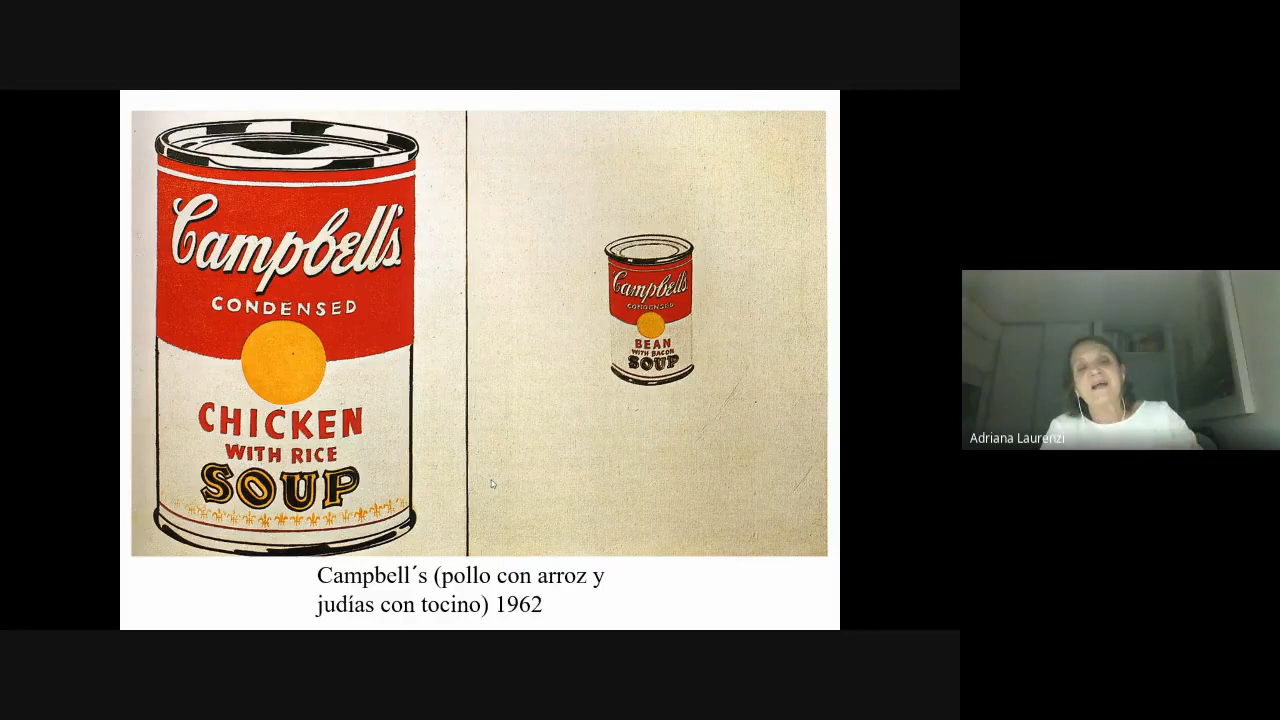 Campbell's
CONDENSED
CHICKEN
WITH RICE
SOUP
Campbell's
CONDENSED
BEAN
WITH BACON
SOUP
Campbell´s (pollo con arroz y
judías con tocino) 1962
Adriana Laurenzi